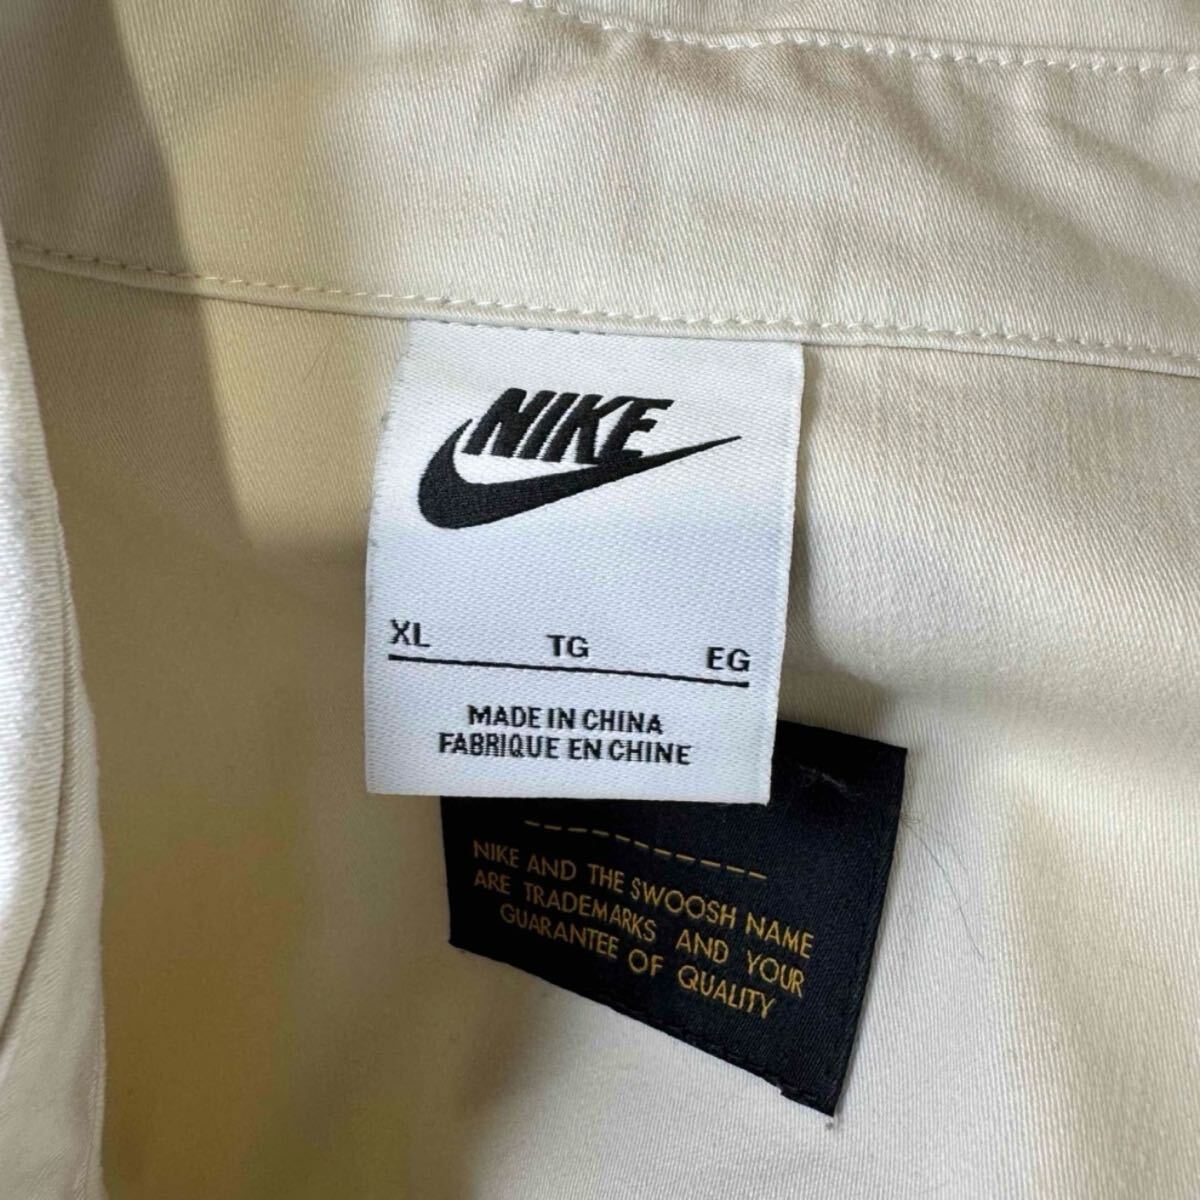 NIKE
XL TG EG
MADE IN CHINA
FABRIQUE EN CHINE
NIKE AND THE SWOOSH NAME
ARE TRADEMARKS AND YOUR
GUARANTEE OF QUALITY